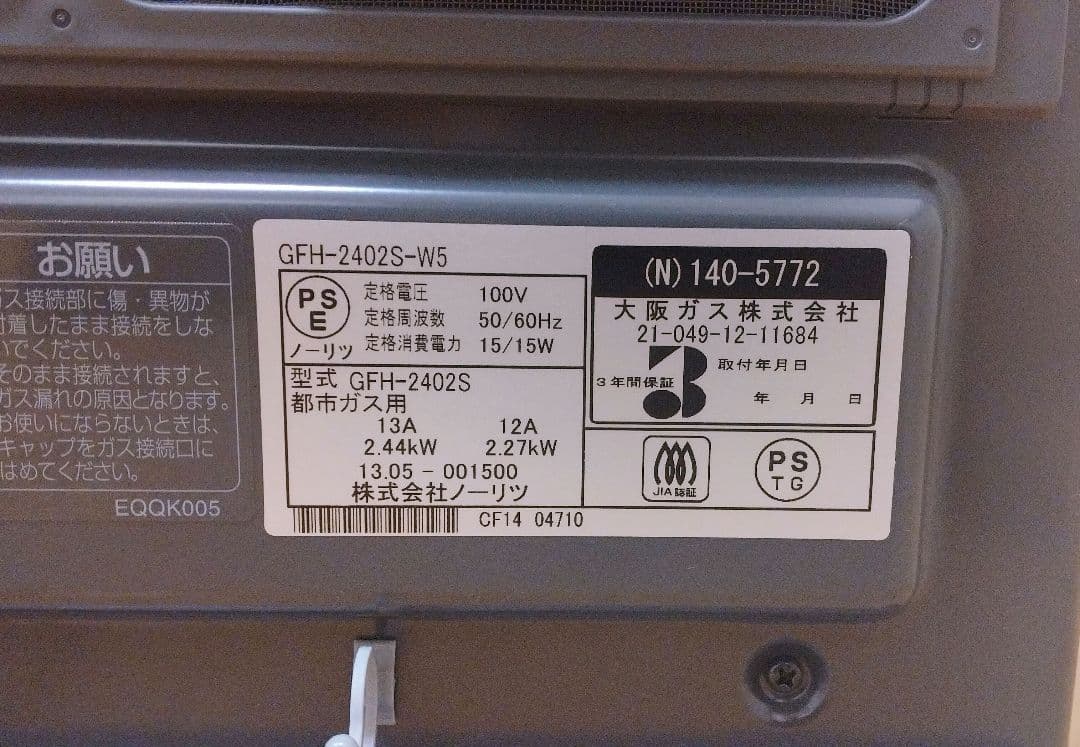 お願い
ガス接続部に傷・異物が
付着したまま接続をしな
いでください。
そのまま接続されますと、
ガス漏れの原因となります。
お使いにならないときは、
キャップをガス接続口に
はめてください。
EQQK005
GFH-2402S-W5
PS
E
ノーリツ
定格電圧 100V
定格周波数 50/60Hz
定格消費電力 15/15W
型式 GFH-2402S
都市ガス用
13A 12A
2.44kW 2.27kW
13.05 - 001500
株式会社ノーリツ
CF14 04710
(N) 140-5772
大阪ガス株式会社
21-049-12-11684
3年間保証
3
取付年月日
年 月 日
JIA認証
PS
TG